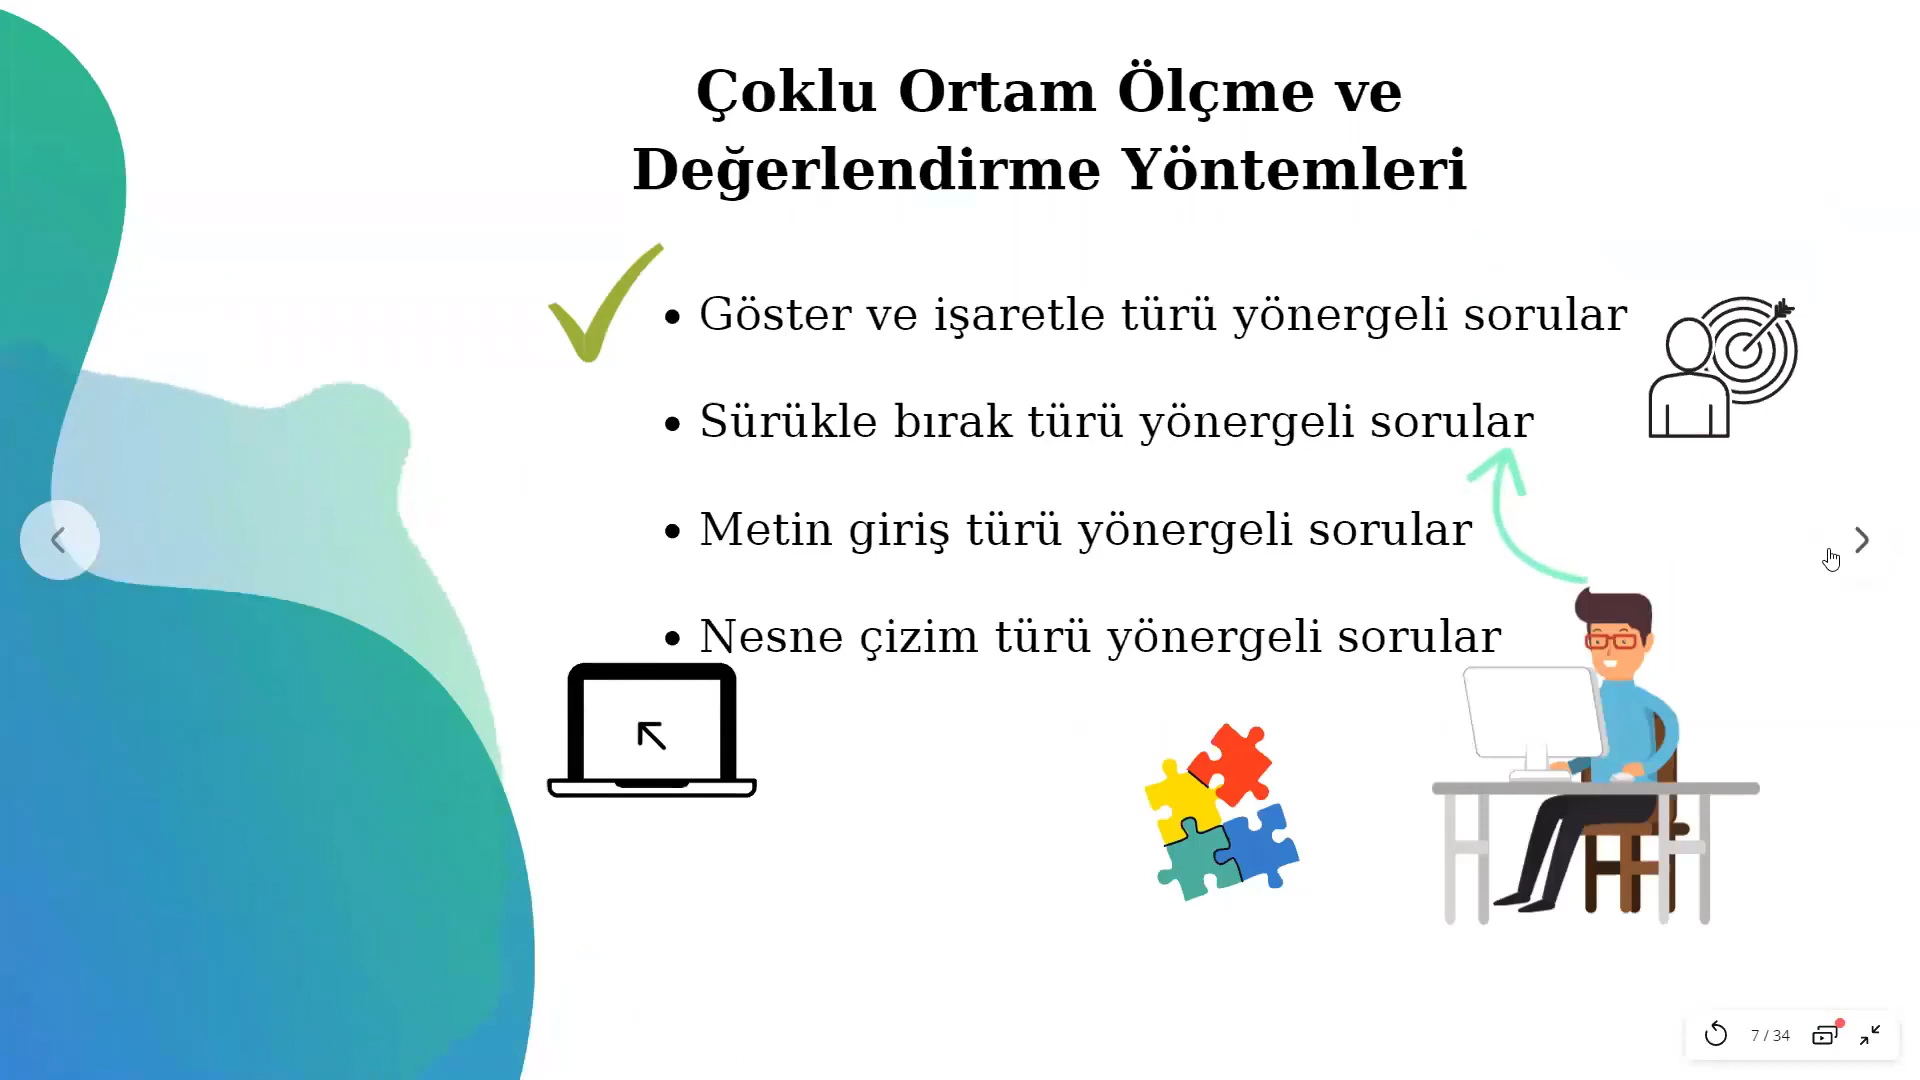 Çoklu Ortam Ölçme ve
Değerlendirme Yöntemleri
• Göster ve işaretle türü yönergeli sorular
• Sürükle bırak türü yönergeli sorular
• Metin giriş türü yönergeli sorular
• Nesne çizim türü yönergeli sorular
7 / 34